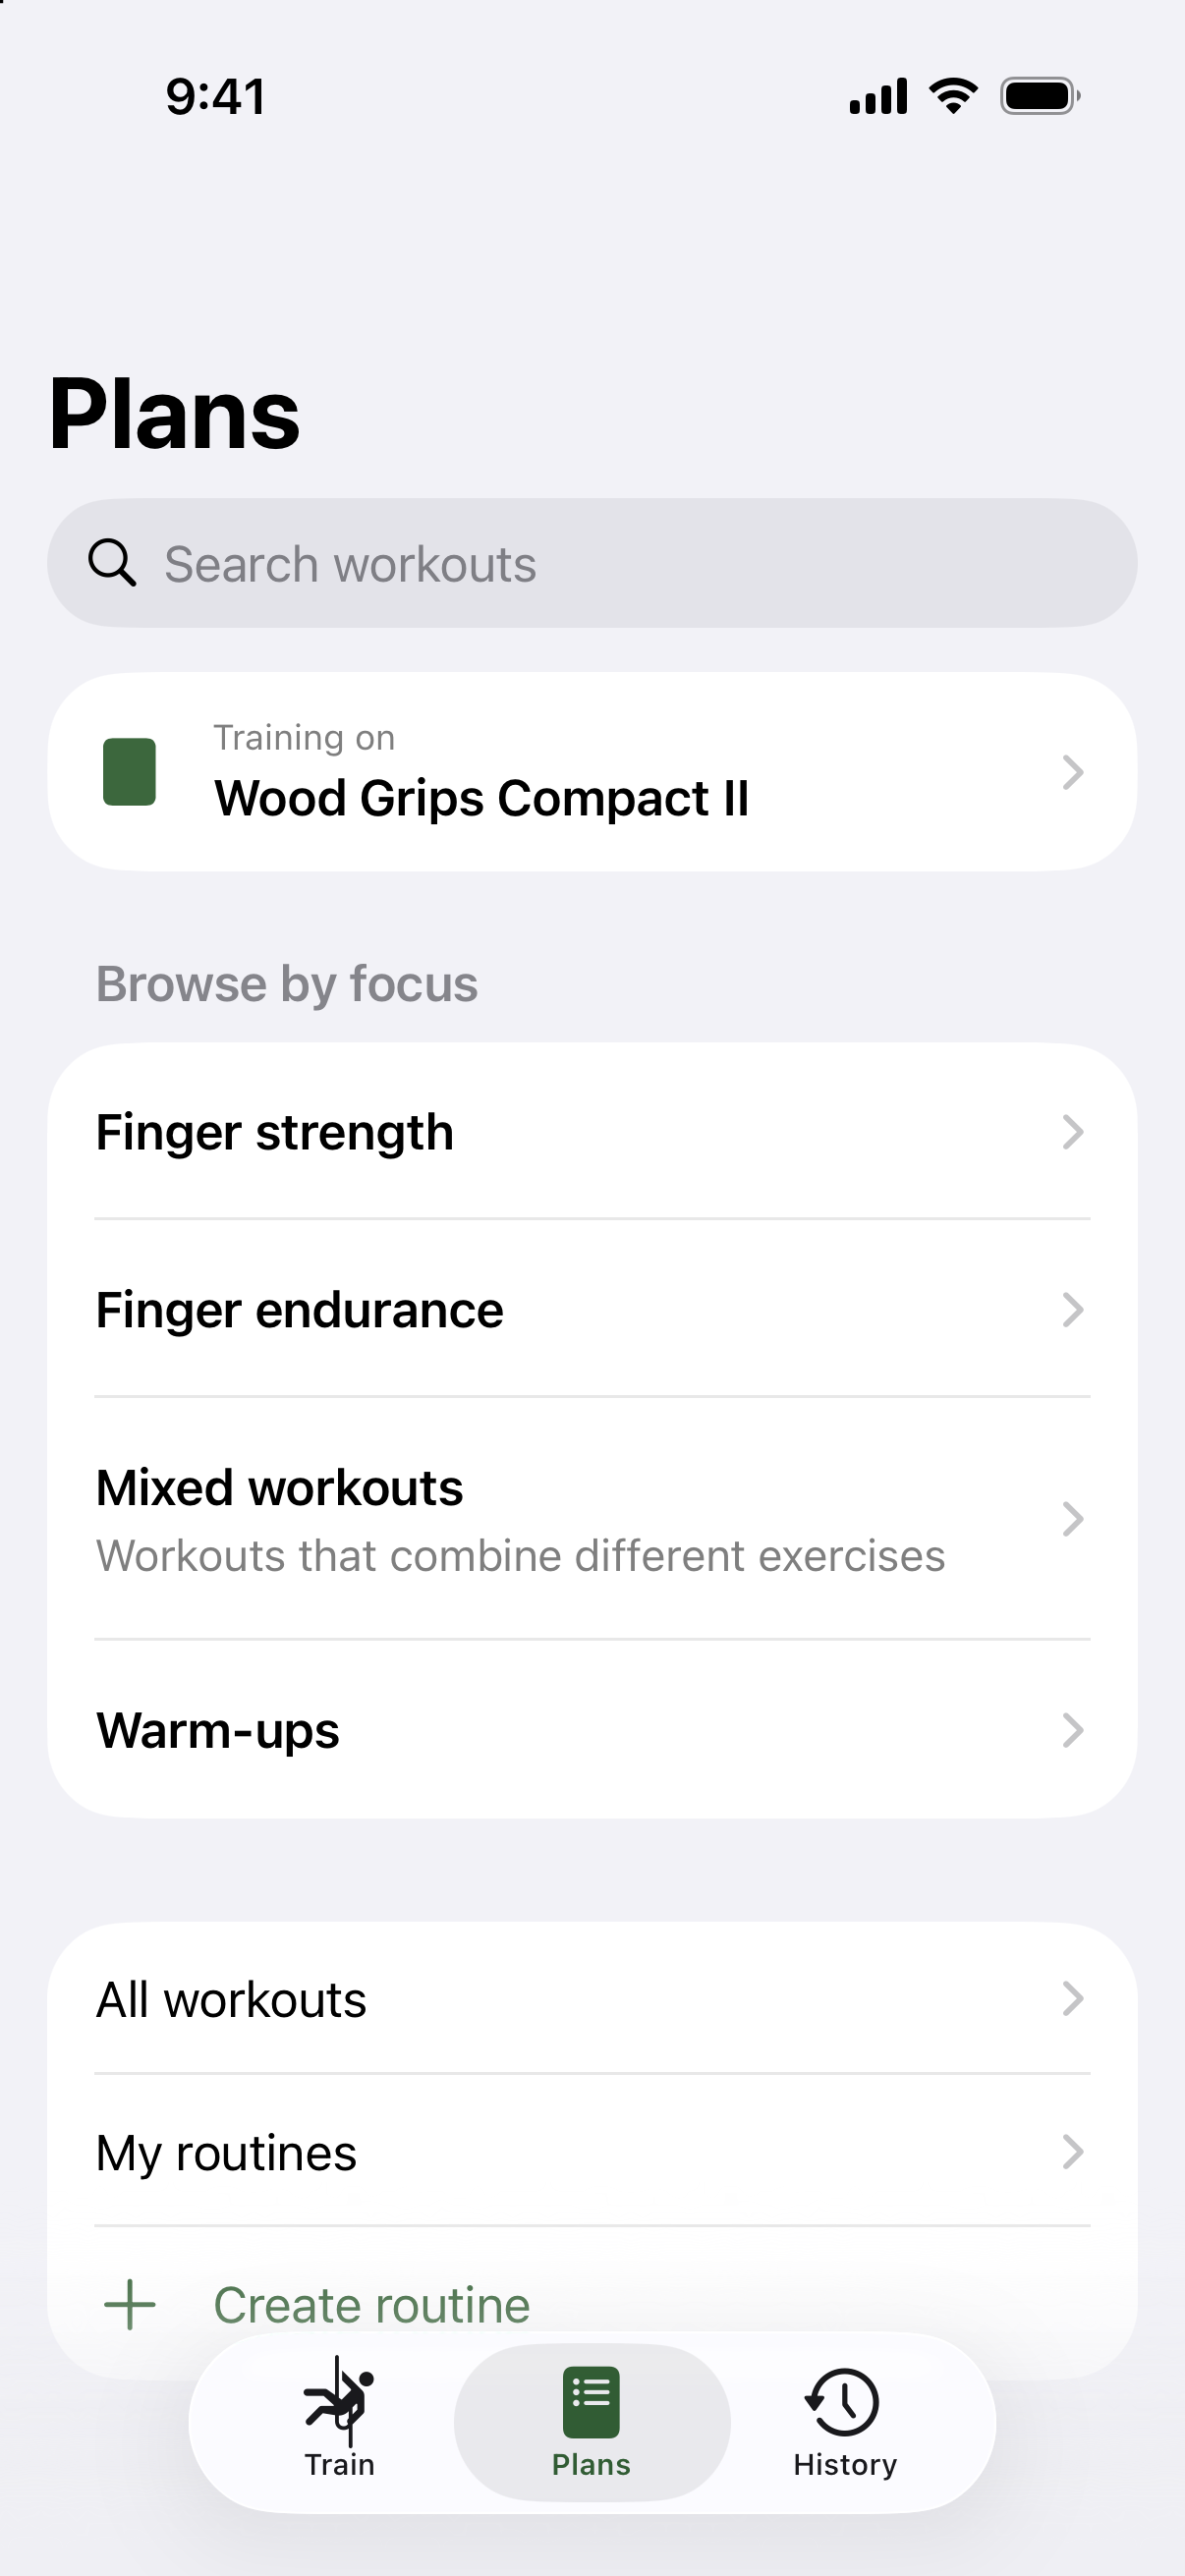 9:41
Plans
Search workouts
Training on
Wood Grips Compact II
Browse by focus
Finger strength
Finger endurance
Mixed workouts
Workouts that combine different exercises
Warm-ups
All workouts
My routines
Create routine
Train
Plans
History